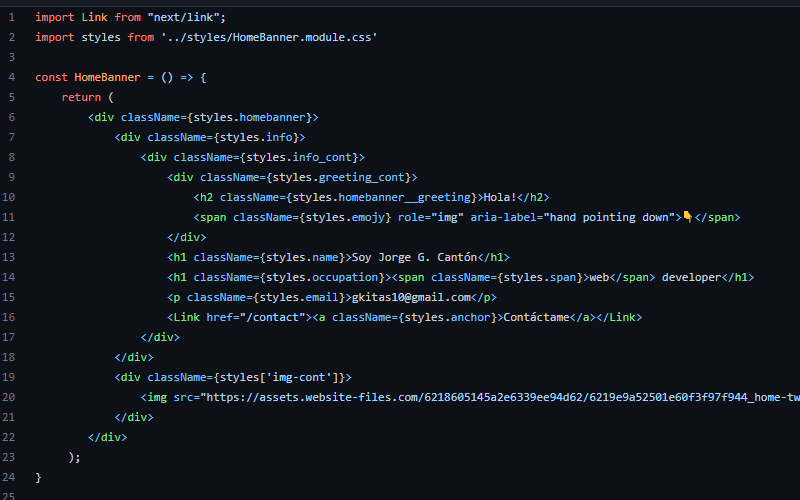 1 import Link from "next/link";
2 import styles from '../styles/HomeBanner.module.css'
3
4 const HomeBanner = () => {
5     return (
6         <div className={styles.homebanner}>
7             <div className={styles.info}>
8                 <div className={styles.info_cont}>
9                     <div className={styles.greeting_cont}>
10                         <h2 className={styles.homebanner__greeting}>Hola!</h2>
11                         <span className={styles.emojy} role="img" aria-label="hand pointing down">👇</span>
12                     </div>
13                     <h1 className={styles.name}>Soy Jorge G. Cantón</h1>
14                     <h1 className={styles.occupation}><span className={styles.span}>web</span> developer</h1>
15                     <p className={styles.email}>gkitas10@gmail.com</p>
16                     <Link href="/contact"><a className={styles.anchor}>Contáctame</a></Link>
17                 </div>
18             </div>
19             <div className={styles['img-cont']}>
20                 <img src="https://assets.website-files.com/6218605145a2e6339ee94d62/6219e9a52501e60f3f97f944_home-tw
21             </div>
22         </div>
23      );
24 }
25